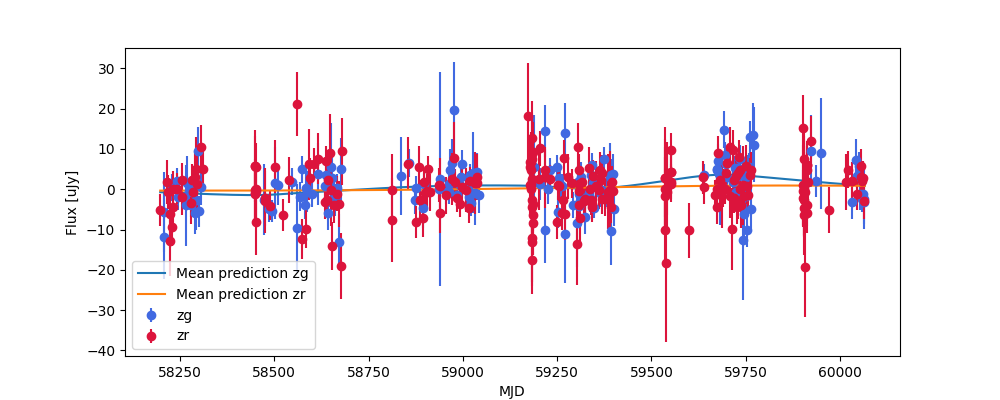 30
20
10
0
−10
−20
−30
−40
Flux [uJy]
Mean prediction zg
Mean prediction zr
zg
zr
58250 58500 58750 59000 59250 59500 59750 60000
MJD